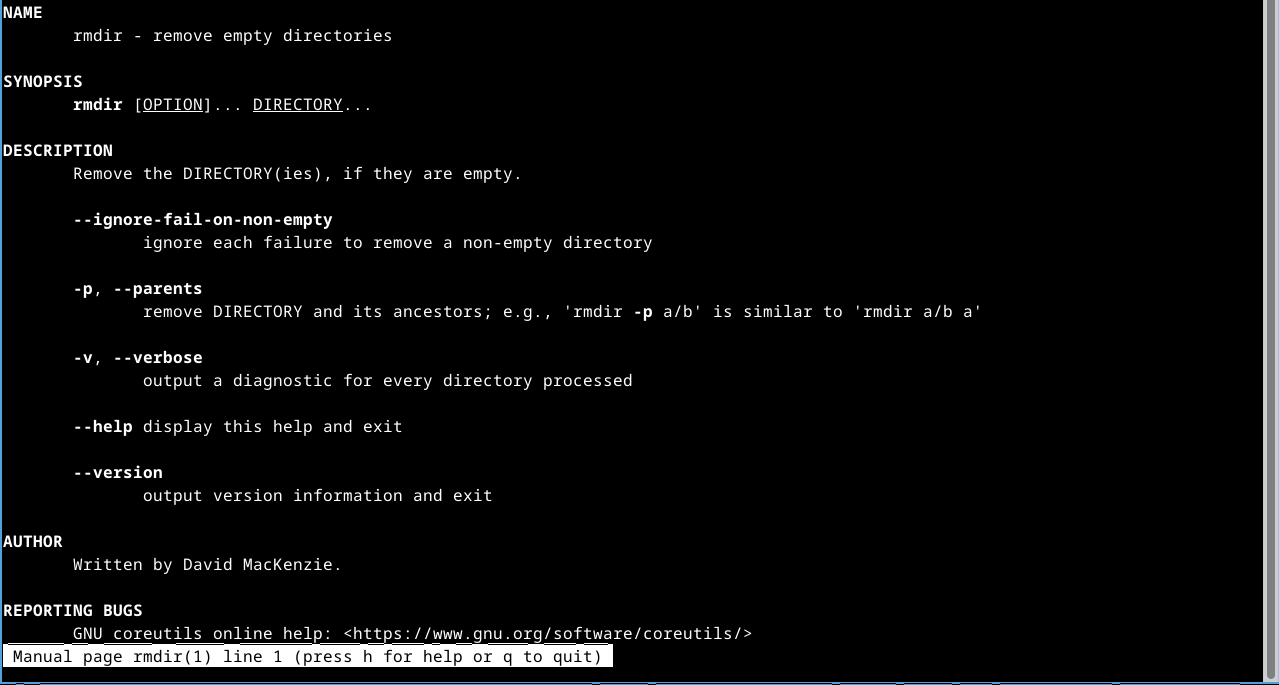 NAME
rmdir - remove empty directories
SYNOPSIS
rmdir [OPTION]... DIRECTORY...
DESCRIPTION
Remove the DIRECTORY(ies), if they are empty.
--ignore-fail-on-non-empty
ignore each failure to remove a non-empty directory
-p, --parents
remove DIRECTORY and its ancestors; e.g., 'rmdir -p a/b' is similar to 'rmdir a/b a'
-v, --verbose
output a diagnostic for every directory processed
--help display this help and exit
--version
output version information and exit
AUTHOR
Written by David MacKenzie.
REPORTING BUGS
GNU coreutils online help: <https://www.gnu.org/software/coreutils/>
Manual page rmdir(1) line 1 (press h for help or q to quit)